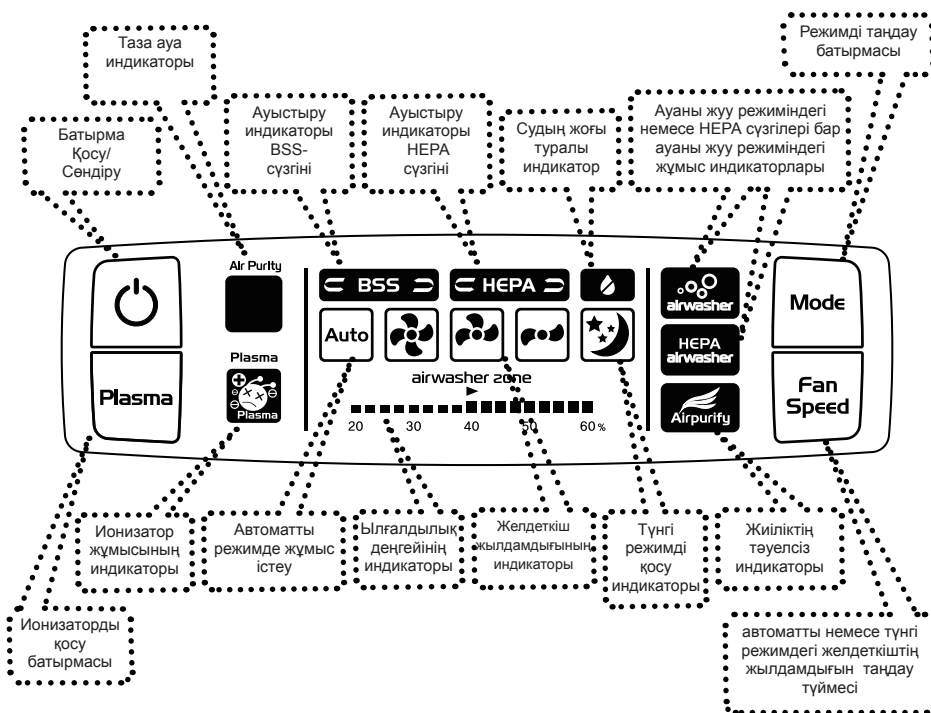 Таза ауа
индикаторы
Режимді таңдау
батырмасы
Батырма
Қосу/
Сөндіру
Ауыстыру
индикаторы
BSS-
сүзгіні
Ауыстыру
индикаторы
HEPA
сүзгіні
Судың жоғы
туралы
индикатор
Ауаны жуу режиміндегі
немесе HEPA сүзгілері бар
ауаны жуу режиміндегі
жұмыс индикаторлары
Air Purity
BSS
HEPA
airwasher
Mode
Auto
HEPA
airwasher
Plasma
Plasma
Plasma
airwasher zone
20 30 40 50 60 %
Airpurify
Fan
Speed
Ионизатор
жұмысының
индикаторы
Автоматты
режимде жұмыс
істеу
Ылғалдылық
деңгейінің
индикаторы
Желдеткіш
жылдамдығының
индикаторы
Түнгі
режимді
қосу
индикаторы
Жиіліктің
тәуелсіз
индикаторы
Ионизаторды
қосу
батырмасы
автоматты немесе түнгі
режимдегі желдеткіштің
жылдамдығын таңдау
түймесі